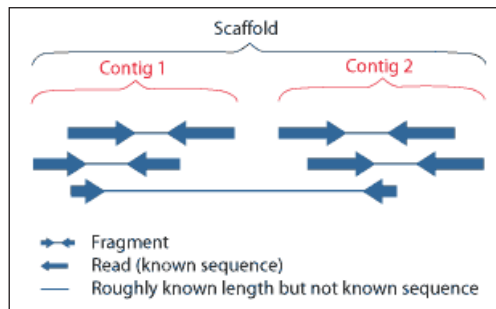 Scaffold
Contig 1 Contig 2
Fragment
Read (known sequence)
Roughly known length but not known sequence